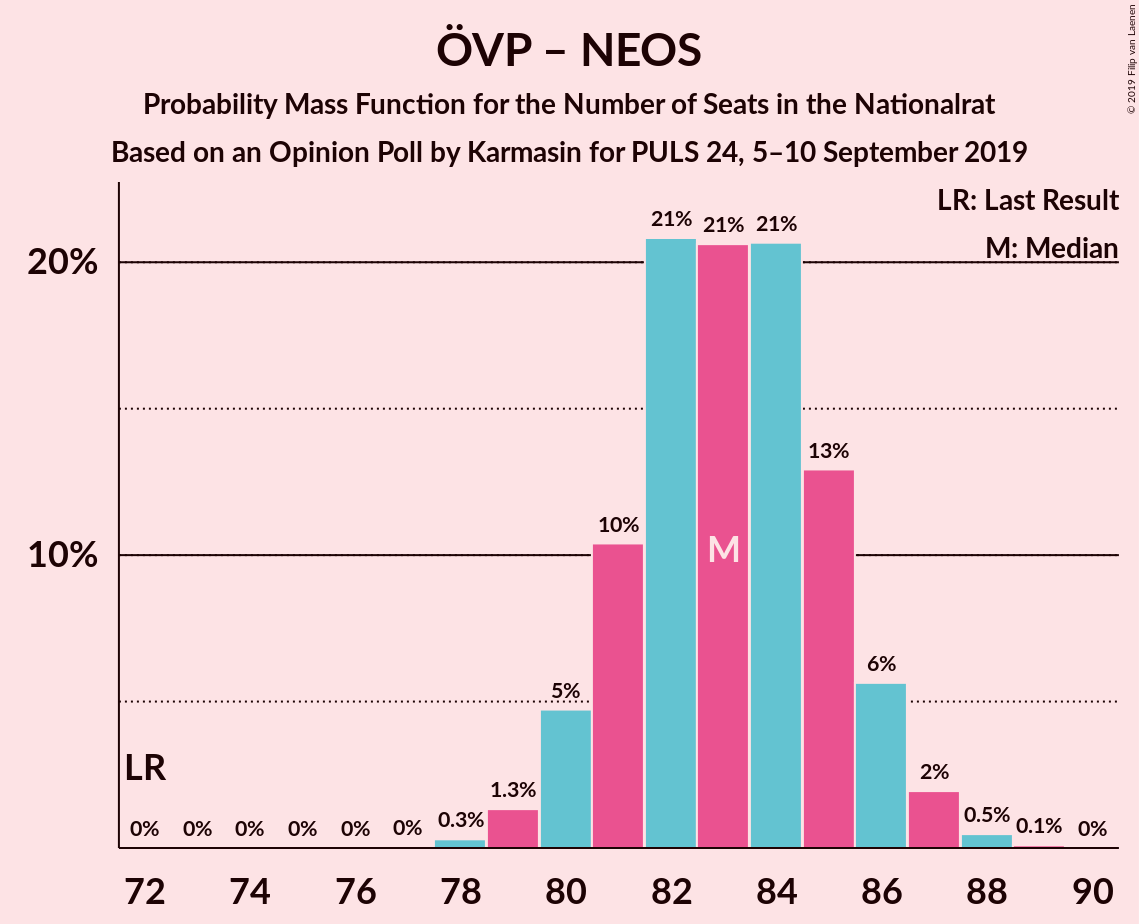 ÖVP – NEOS
Probability Mass Function for the Number of Seats in the Nationalrat
Based on an Opinion Poll by Karmasin for PULS 24, 5–10 September 2019
© 2019 Filip van Laenen
LR: Last Result
M: Median
20%
10%
21%
21%
21%
13%
10%
M
6%
5%
LR
2%
1.3%
0.3%
0.5%
0.1%
0% 0% 0% 0% 0% 0% 0%
72 74 76 78 80 82 84 86 88 90